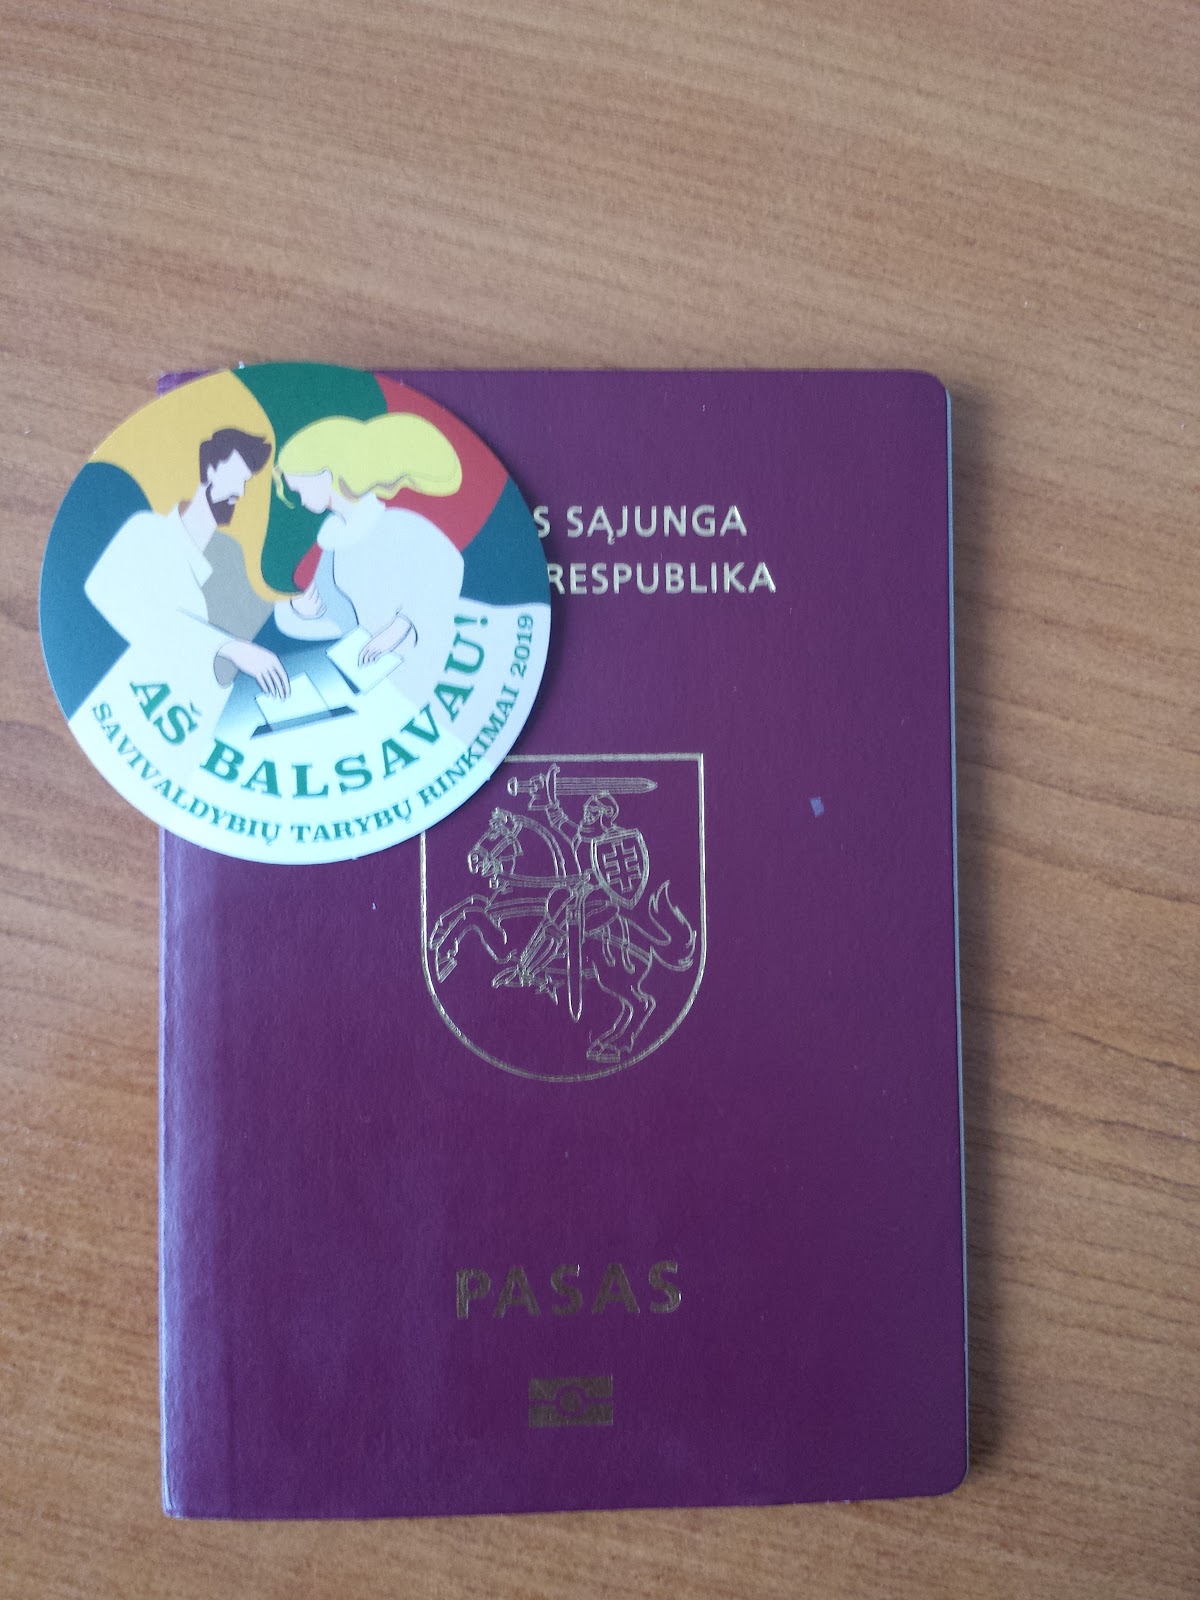 S SĄJUNGA
RESPUBLIKA
AŠ BALSAVAU!
SAVIVALDYBIŲ TARYBŲ RINKIMAI 2019
PASAS